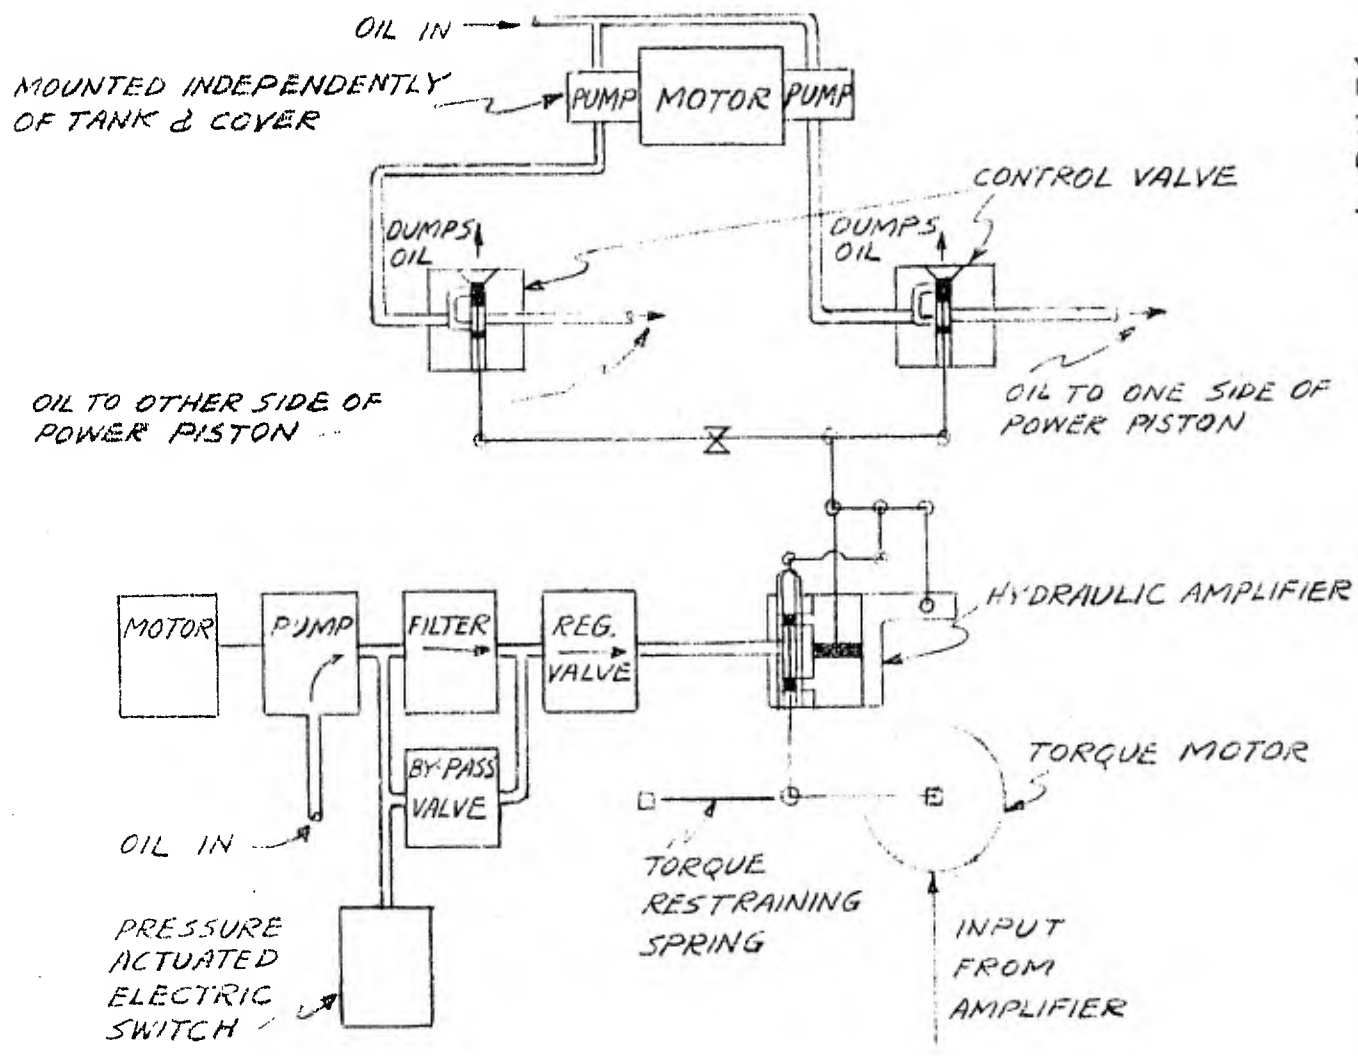 OIL IN
MOUNTED INDEPENDENTLY
OF TANK & COVER
PUMP
MOTOR
PUMP
CONTROL VALVE
DUMPS
OIL
DUMPS
OIL
OIL TO OTHER SIDE OF
POWER PISTON
OIL TO ONE SIDE OF
POWER PISTON
HYDRAULIC AMPLIFIER
MOTOR
PUMP
FILTER
REG.
VALVE
BY-PASS
VALVE
TORQUE MOTOR
OIL IN
TORQUE
RESTRAINING
SPRING
PRESSURE
ACTUATED
ELECTRIC
SWITCH
INPUT
FROM
AMPLIFIER